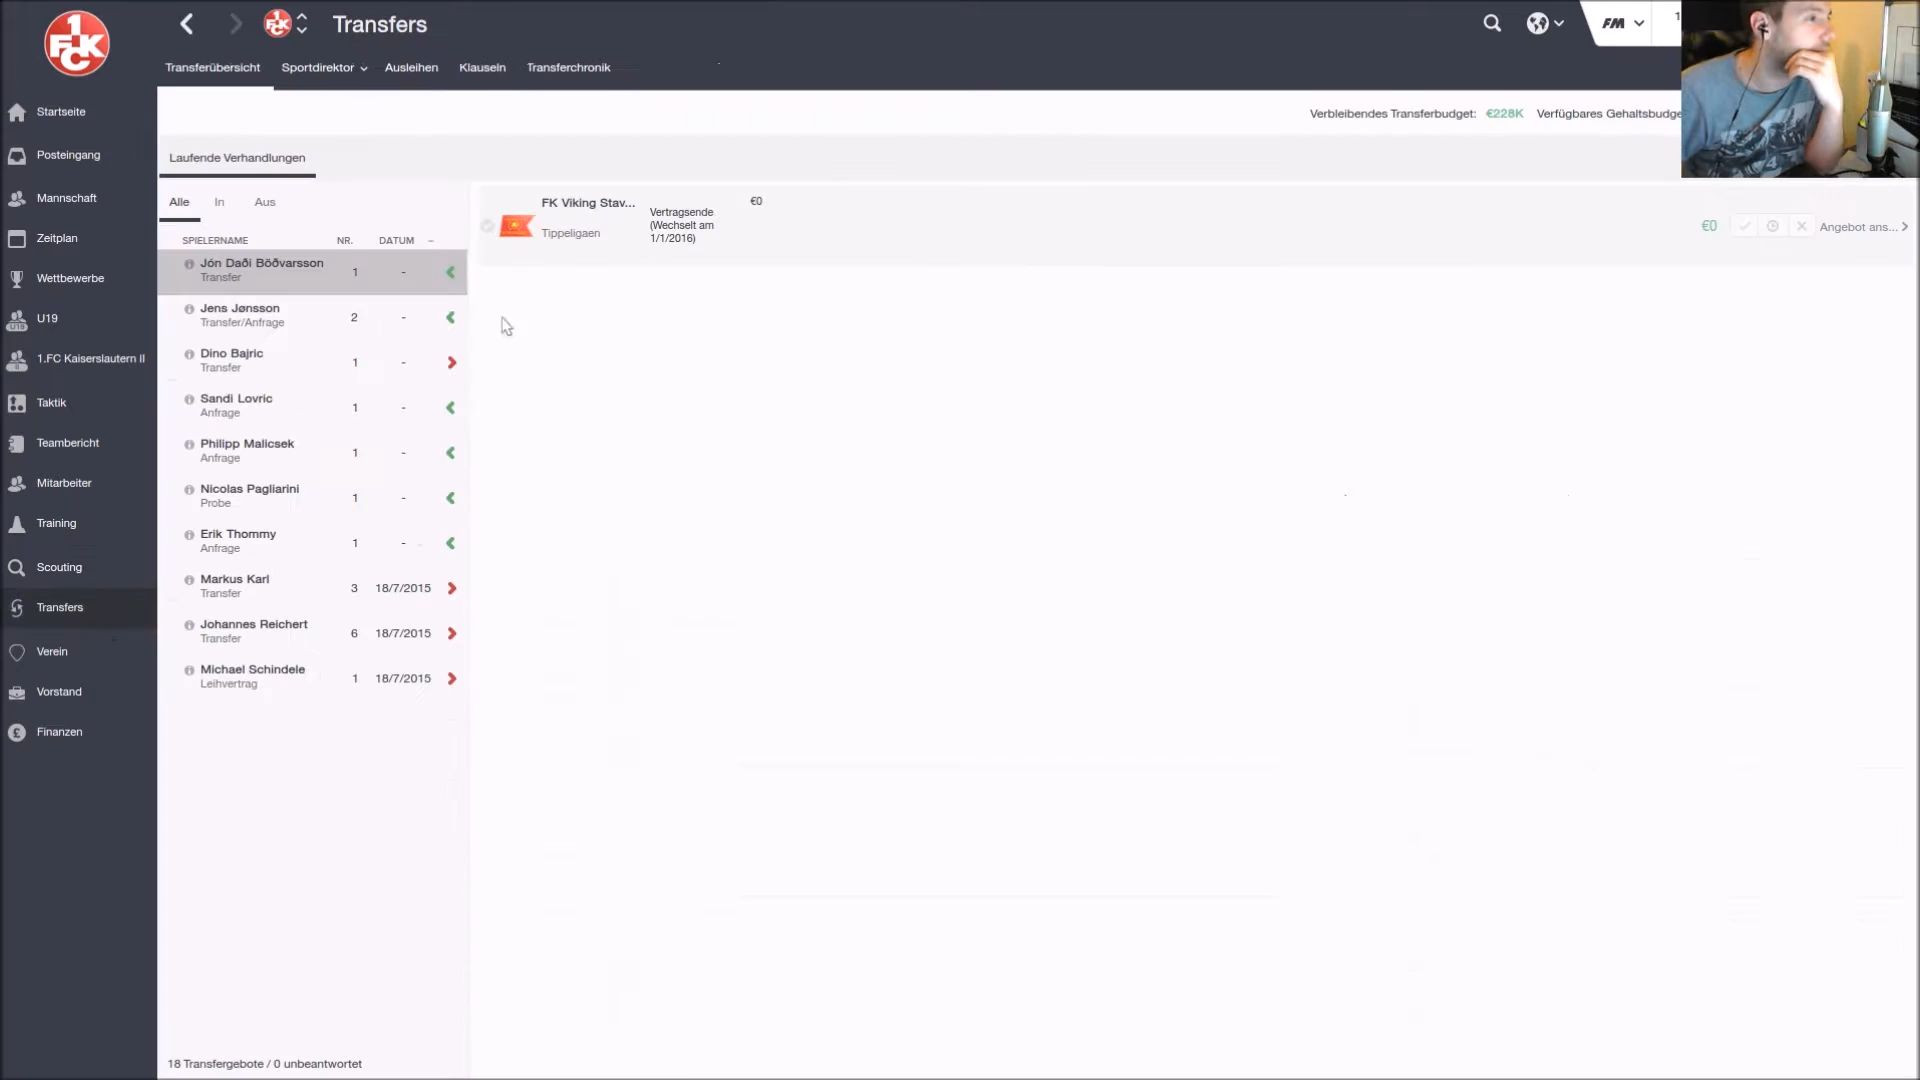 1
FCK
Transfers
FM
1
Transferübersicht Sportdirektor Ausleihen Klauseln Transferchronik
Verbleibendes Transferbudget: €228K Verfügbares Gehaltsbudge
Laufende Verhandlungen
Alle In Aus
SPIELERNAME NR. DATUM
Jón Daði Böðvarsson 1 -
Transfer
Jens Jønsson 2 -
Transfer/Anfrage
Dino Bajric 1 -
Transfer
Sandi Lovric 1 -
Anfrage
Philipp Malicsek 1 -
Anfrage
Nicolas Pagliarini 1 -
Probe
Erik Thommy 1 -
Anfrage
Markus Karl 3 18/7/2015
Transfer
Johannes Reichert 6 18/7/2015
Transfer
Michael Schindele 1 18/7/2015
Leihvertrag
18 Transfergebote / 0 unbeantwortet
FK Viking Stav...
Tippeligaen
Vertragsende
(Wechselt am
1/1/2016)
€0
€0
Angebot ans...
Startseite
Posteingang
Mannschaft
Zeitplan
Wettbewerbe
U19
1.FC Kaiserslautern II
Taktik
Teambericht
Mitarbeiter
Training
Scouting
Transfers
Verein
Vorstand
Finanzen